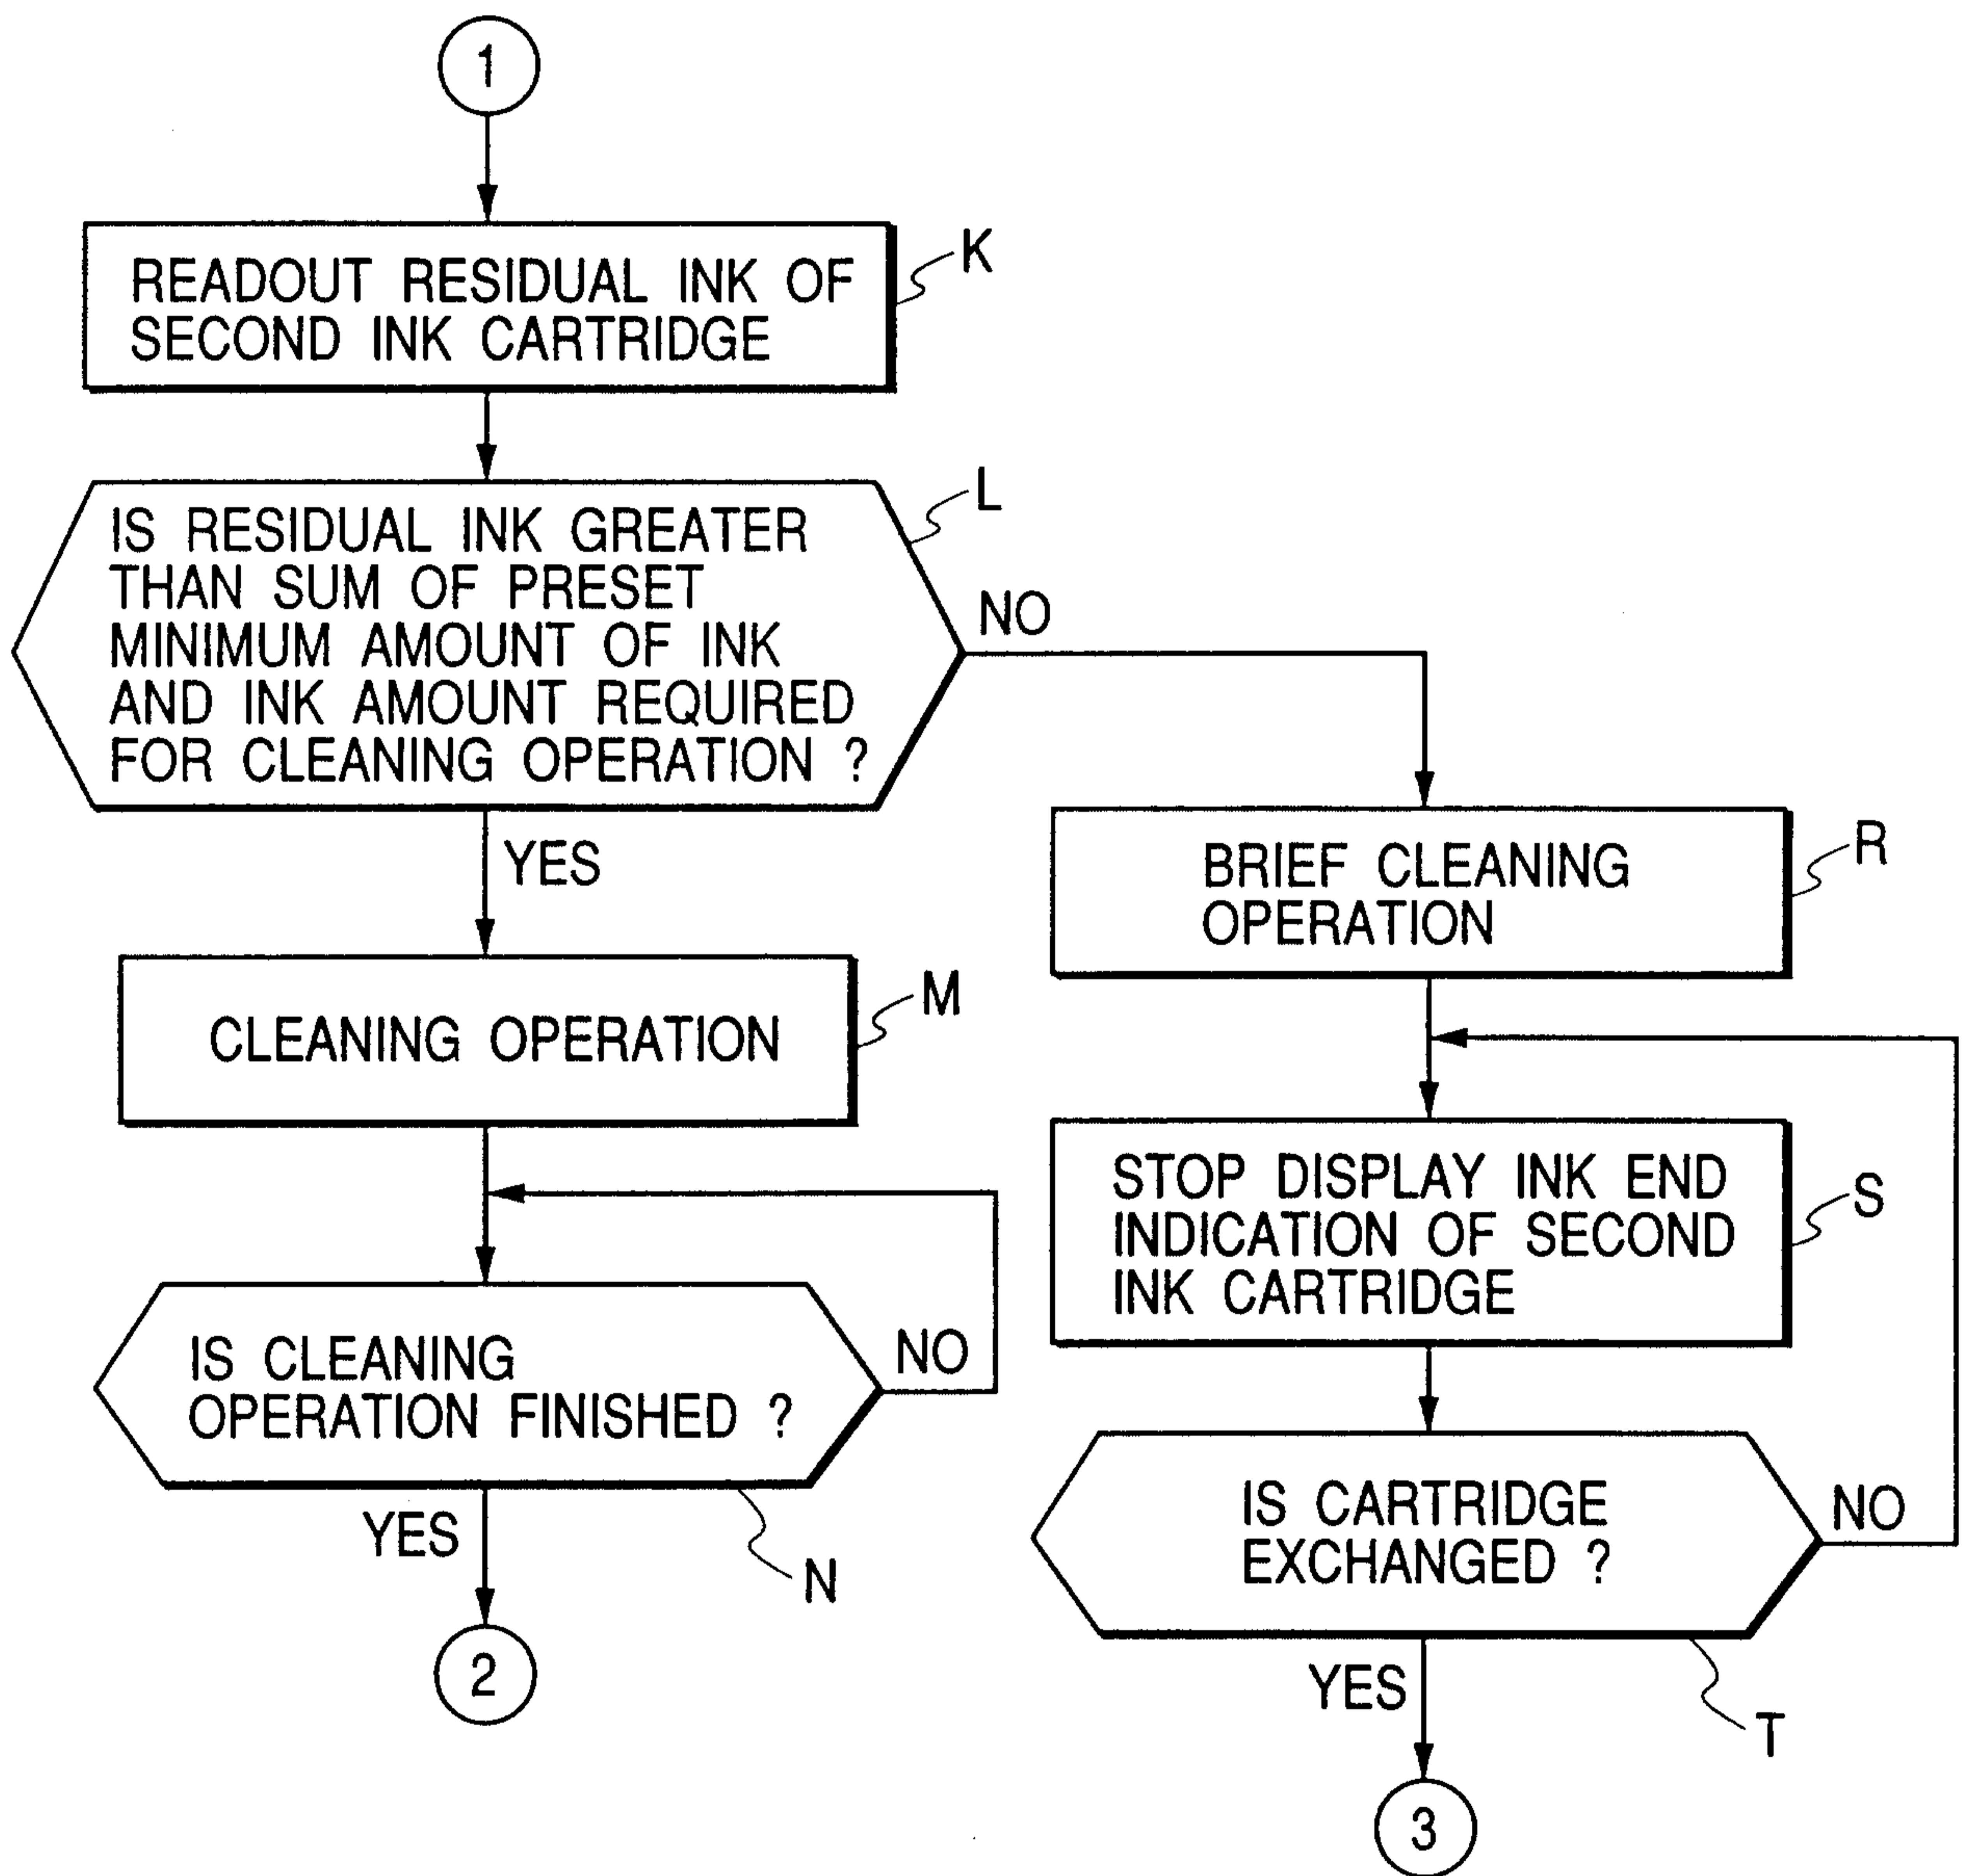 1
READOUT RESIDUAL INK OF
SECOND INK CARTRIDGE
K
IS RESIDUAL INK GREATER
THAN SUM OF PRESET
MINIMUM AMOUNT OF INK
AND INK AMOUNT REQUIRED
FOR CLEANING OPERATION ?
L
NO
YES
CLEANING OPERATION
M
IS CLEANING
OPERATION FINISHED ?
NO
YES
N
2
BRIEF CLEANING
OPERATION
R
STOP DISPLAY INK END
INDICATION OF SECOND
INK CARTRIDGE
S
IS CARTRIDGE
EXCHANGED ?
NO
YES
T
3